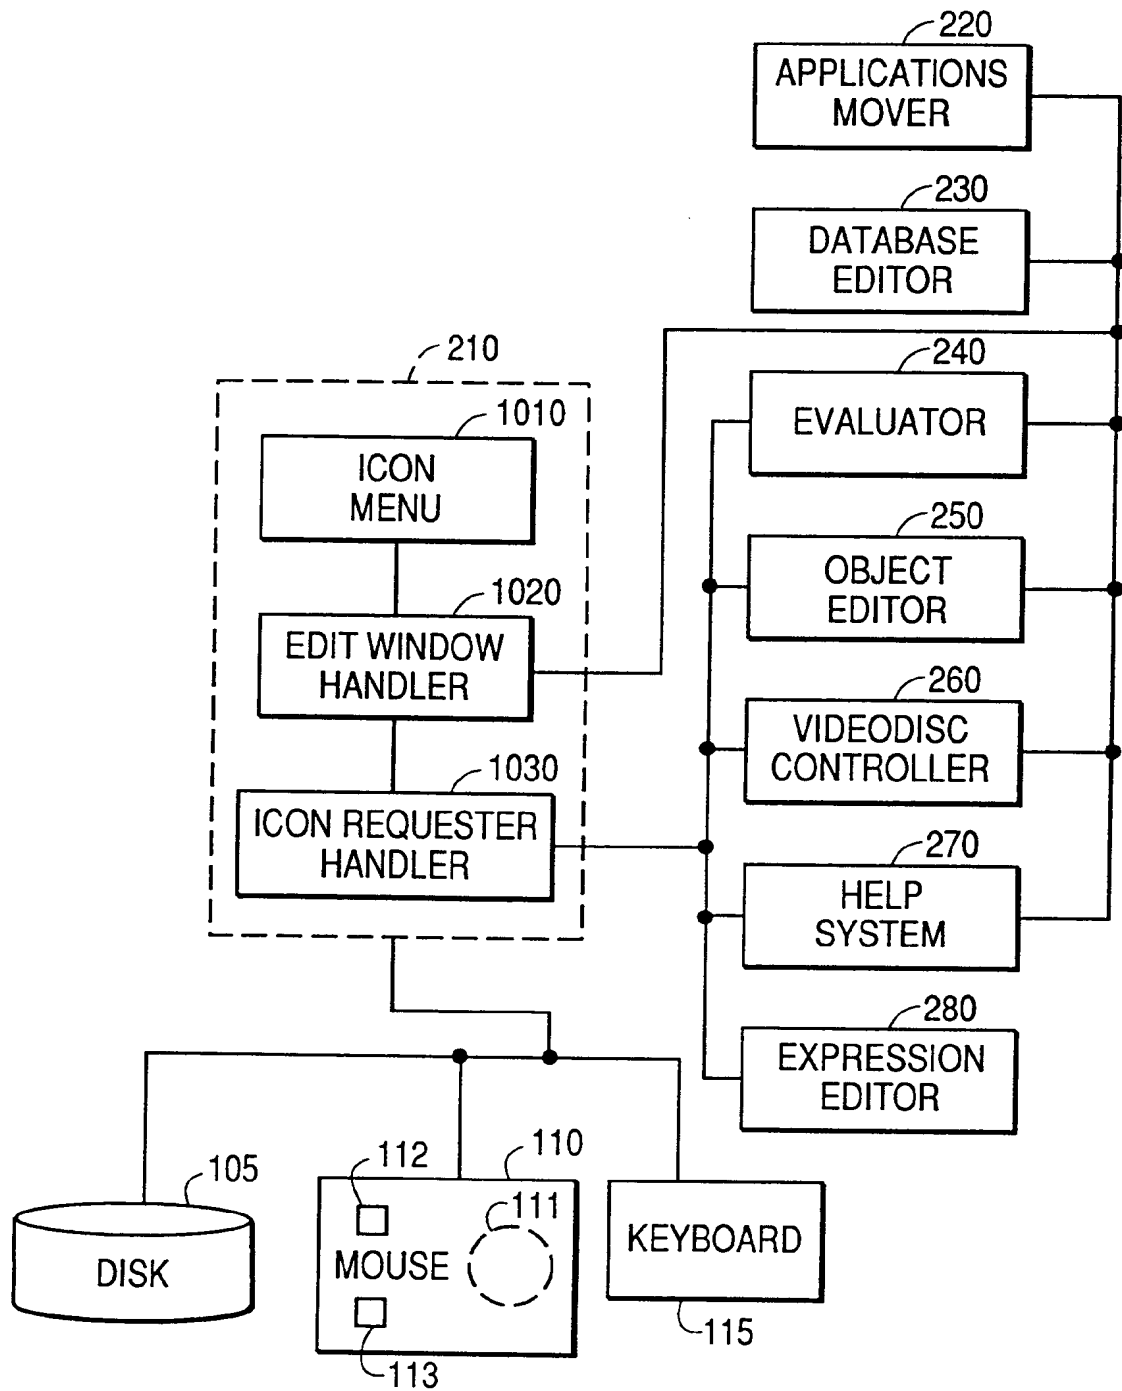 220
APPLICATIONS
MOVER
230
DATABASE
EDITOR
210
240
EVALUATOR
1010
ICON
MENU
250
OBJECT
EDITOR
1020
EDIT WINDOW
HANDLER
260
VIDEODISC
CONTROLLER
1030
ICON REQUESTER
HANDLER
270
HELP
SYSTEM
280
EXPRESSION
EDITOR
105
DISK
112
110
111
MOUSE
113
KEYBOARD
115